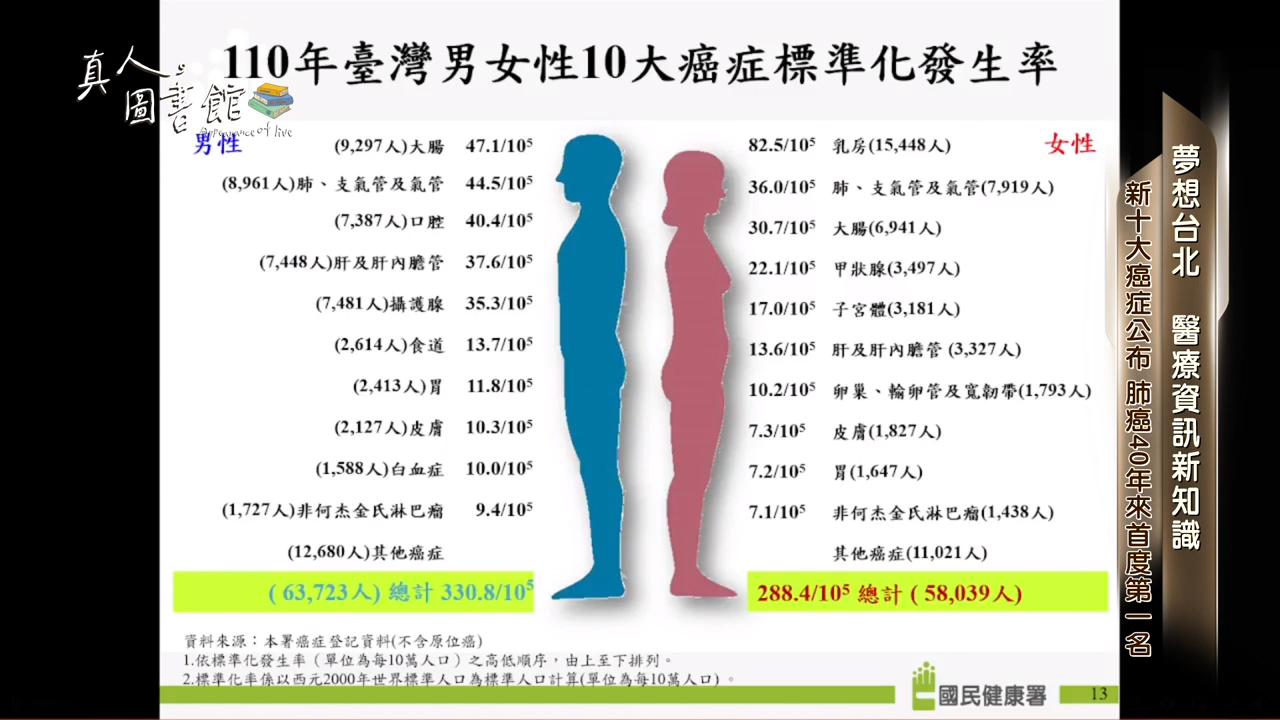 110年臺灣男女性10大癌症標準化發生率
真人
圖書館
Appearance of live
男性
(9,297人)大腸 47.1/10⁵
(8,961人)肺、支氣管及氣管 44.5/10⁵
(7,387人)口腔 40.4/10⁵
(7,448人)肝及肝內膽管 37.6/10⁵
(7,481人)攝護腺 35.3/10⁵
(2,614人)食道 13.7/10⁵
(2,413人)胃 11.8/10⁵
(2,127人)皮膚 10.3/10⁵
(1,588人)白血症 10.0/10⁵
(1,727人)非何杰金氏淋巴瘤 9.4/10⁵
(12,680人)其他癌症
( 63,723人) 總計 330.8/10⁵
女性
82.5/10⁵ 乳房(15,448人)
36.0/10⁵ 肺、支氣管及氣管(7,919人)
30.7/10⁵ 大腸(6,941人)
22.1/10⁵ 甲狀腺(3,497人)
17.0/10⁵ 子宮體(3,181人)
13.6/10⁵ 肝及肝內膽管 (3,327人)
10.2/10⁵ 卵巢、輸卵管及寬韌帶(1,793人)
7.3/10⁵ 皮膚(1,827人)
7.2/10⁵ 胃(1,647人)
7.1/10⁵ 非何杰金氏淋巴瘤(1,438人)
其他癌症(11,021人)
288.4/10⁵ 總計 ( 58,039人)
資料來源：本署癌症登記資料(不含原位癌)
1.依標準化發生率（單位為每10萬人口）之高低順序，由上至下排列。
2.標準化率係以西元2000年世界標準人口為標準人口計算(單位為每10萬人口) 。
國民健康署
13
夢想台北 醫療資訊新知識
新十大癌症公布 肺癌40年來首度第一名